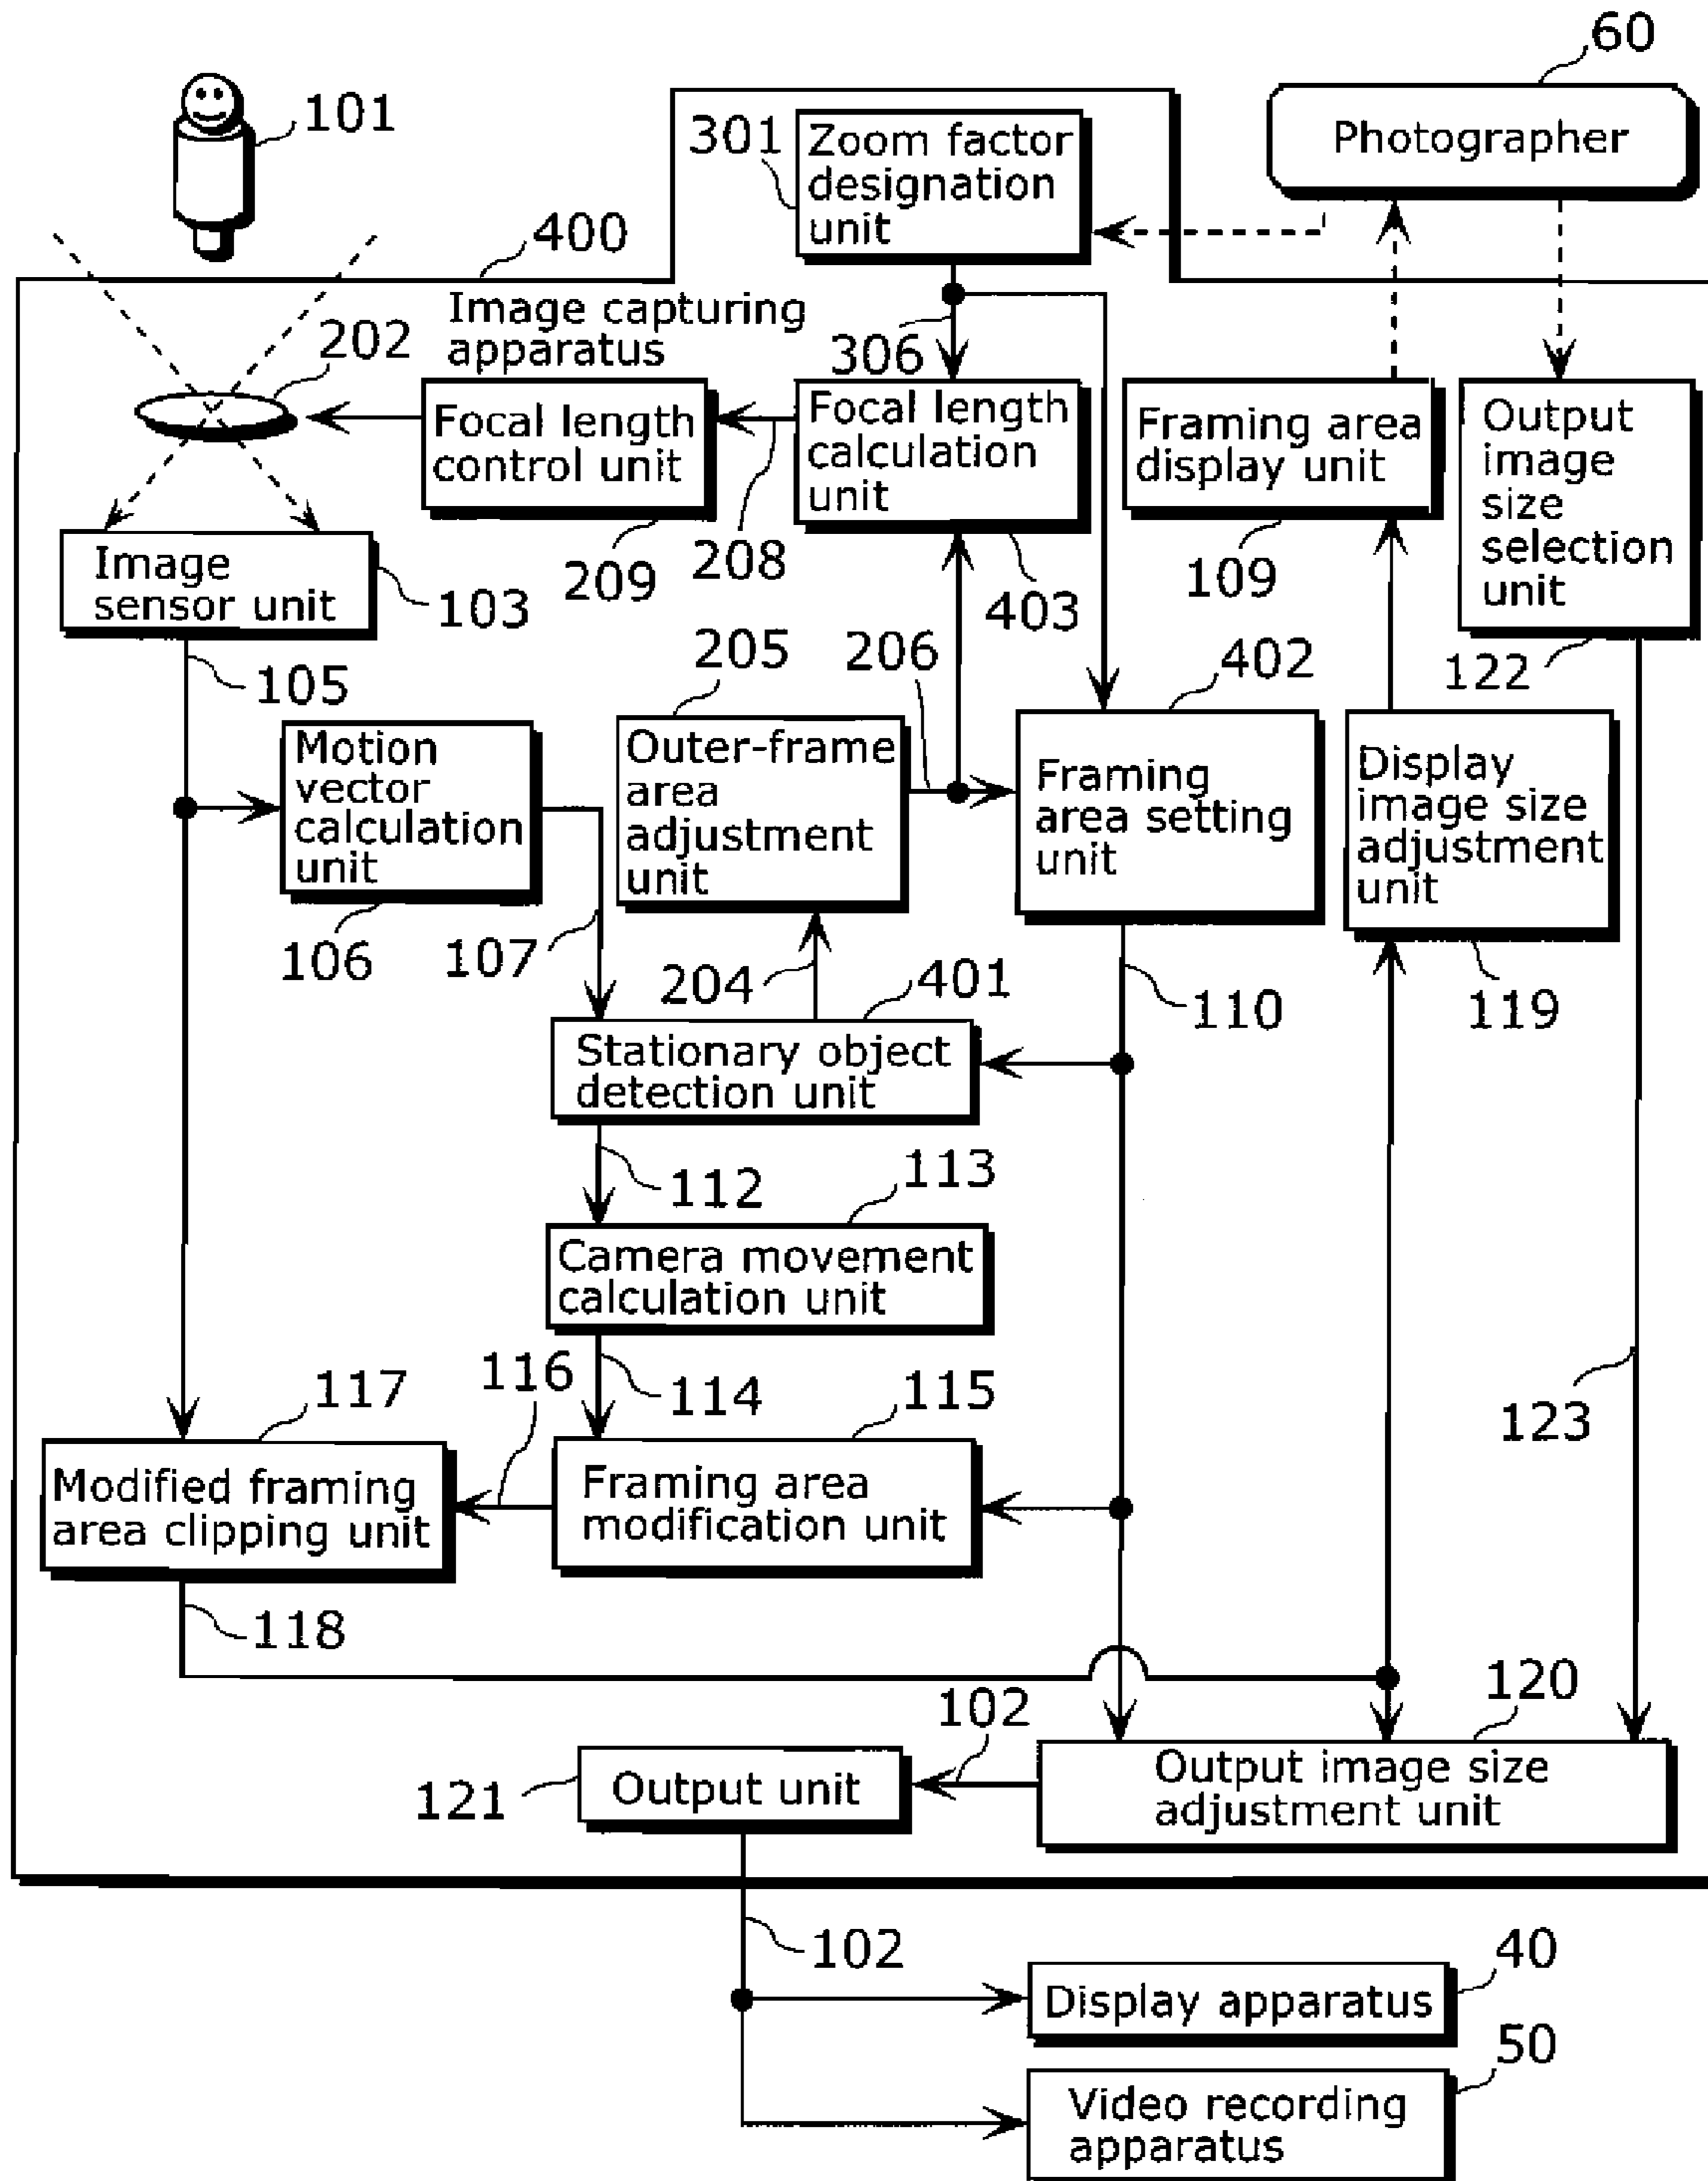 60
101
301
Zoom factor
designation
unit
Photographer
400
Image capturing
apparatus
202
306
Focal length
control unit
Focal length
calculation
unit
Framing area
display unit
Output
image
size
selection
unit
208
209
403
109
Image
sensor unit
103
105
205
206
402
122
Motion
vector
calculation
unit
Outer-frame
area
adjustment
unit
Framing
area setting
unit
Display
image size
adjustment
unit
106
107
204
401
110
119
Stationary object
detection unit
112
113
Camera movement
calculation unit
116
114
115
117
123
Modified framing
area clipping unit
Framing area
modification unit
118
120
102
Output unit
121
Output image size
adjustment unit
102
40
Display apparatus
50
Video recording
apparatus